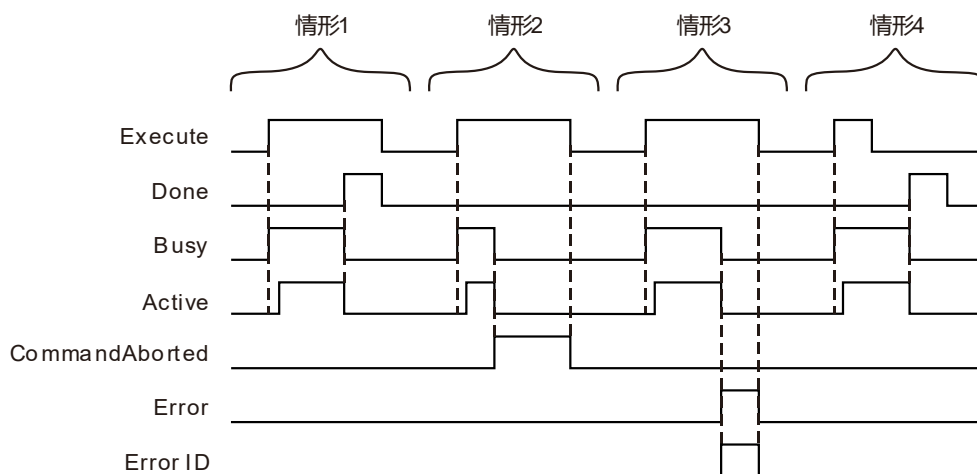 情形1 情形2 情形3 情形4
Execute
Done
Busy
Active
CommandAborted
Error
Error ID